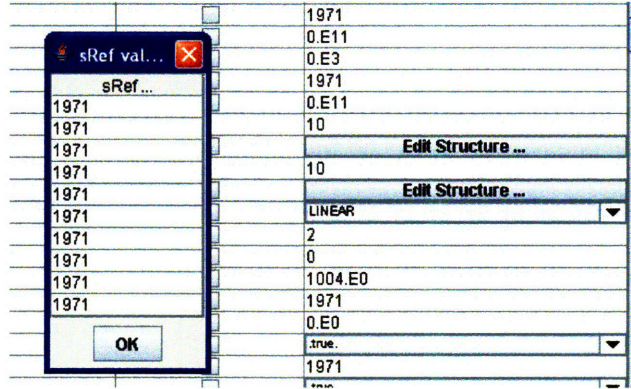 sRef val...
sRef ...
1971
1971
1971
1971
1971
1971
1971
1971
1971
1971
OK
1971
0.E11
0.E3
1971
0.E11
10
Edit Structure ...
10
Edit Structure ...
LINEAR
2
0
1004.E0
1971
0.E0
.true.
1971
.true.